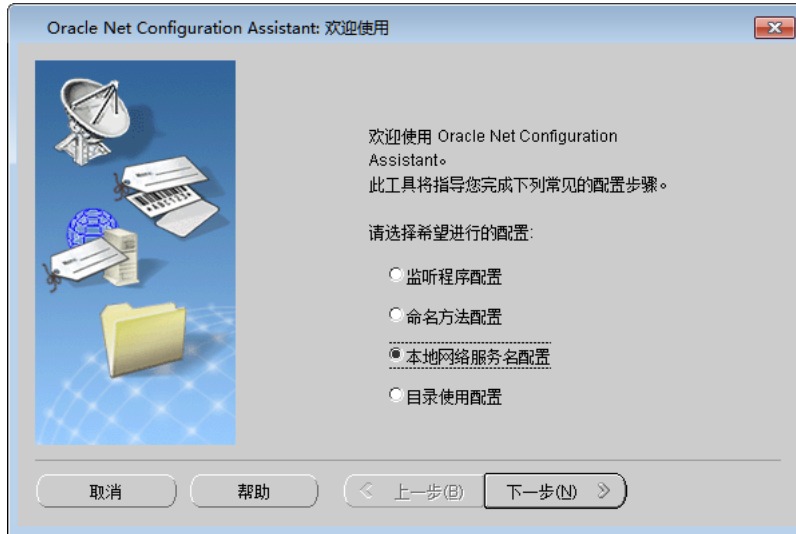 Oracle Net Configuration Assistant: 欢迎使用
欢迎使用 Oracle Net Configuration
Assistant。
此工具将指导您完成下列常见的配置步骤。
请选择希望进行的配置:
监听程序配置
命名方法配置
本地网络服务名配置
目录使用配置
取消
帮助
上一步(B)
下一步(N)